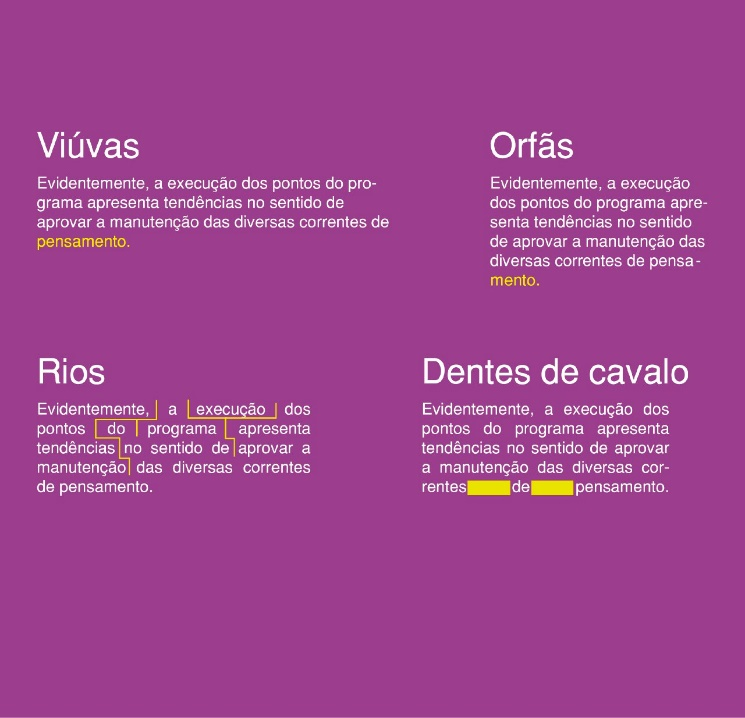 Viúvas
Evidentemente, a execução dos pontos do pro-
grama apresenta tendências no sentido de
aprovar a manutenção das diversas correntes de
pensamento.
Orfãs
Evidentemente, a execução
dos pontos do programa apre-
senta tendências no sentido
de aprovar a manutenção das
diversas correntes de pensa-
mento.
Rios
Evidentemente, a execução dos
pontos do programa apresenta
tendências no sentido de aprovar a
manutenção das diversas correntes
de pensamento.
Dentes de cavalo
Evidentemente, a execução dos
pontos do programa apresenta
tendências no sentido de aprovar
a manutenção das diversas cor-
rentes de pensamento.